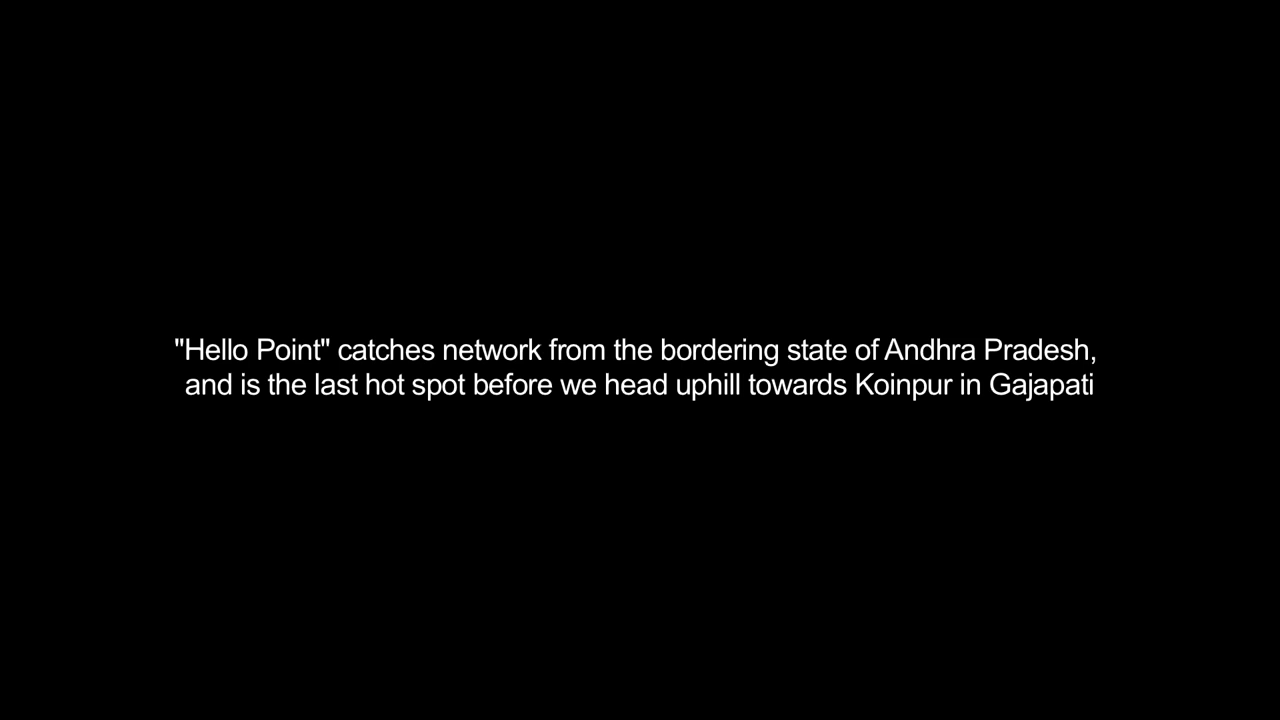 "Hello Point" catches network from the bordering state of Andhra Pradesh,
and is the last hot spot before we head uphill towards Koinpur in Gajapati